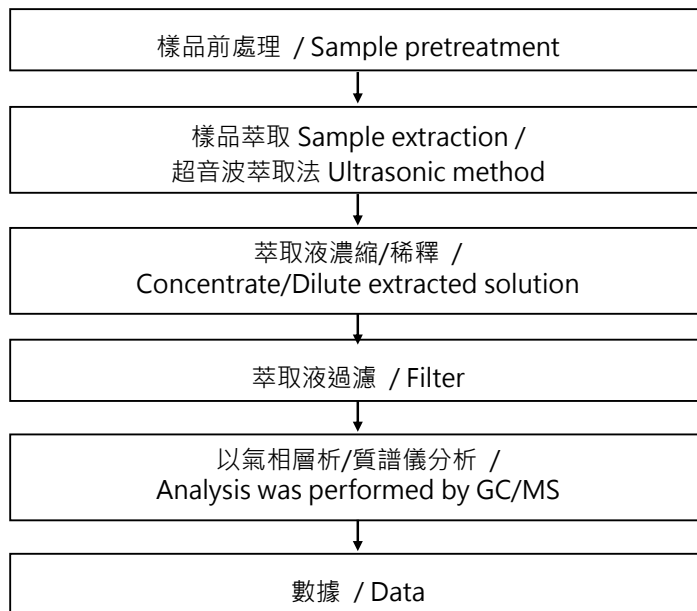 樣品前處理 / Sample pretreatment
樣品萃取 Sample extraction /
超音波萃取法 Ultrasonic method
萃取液濃縮/稀釋 /
Concentrate/Dilute extracted solution
萃取液過濾 / Filter
以氣相層析/質譜儀分析 /
Analysis was performed by GC/MS
數據 / Data